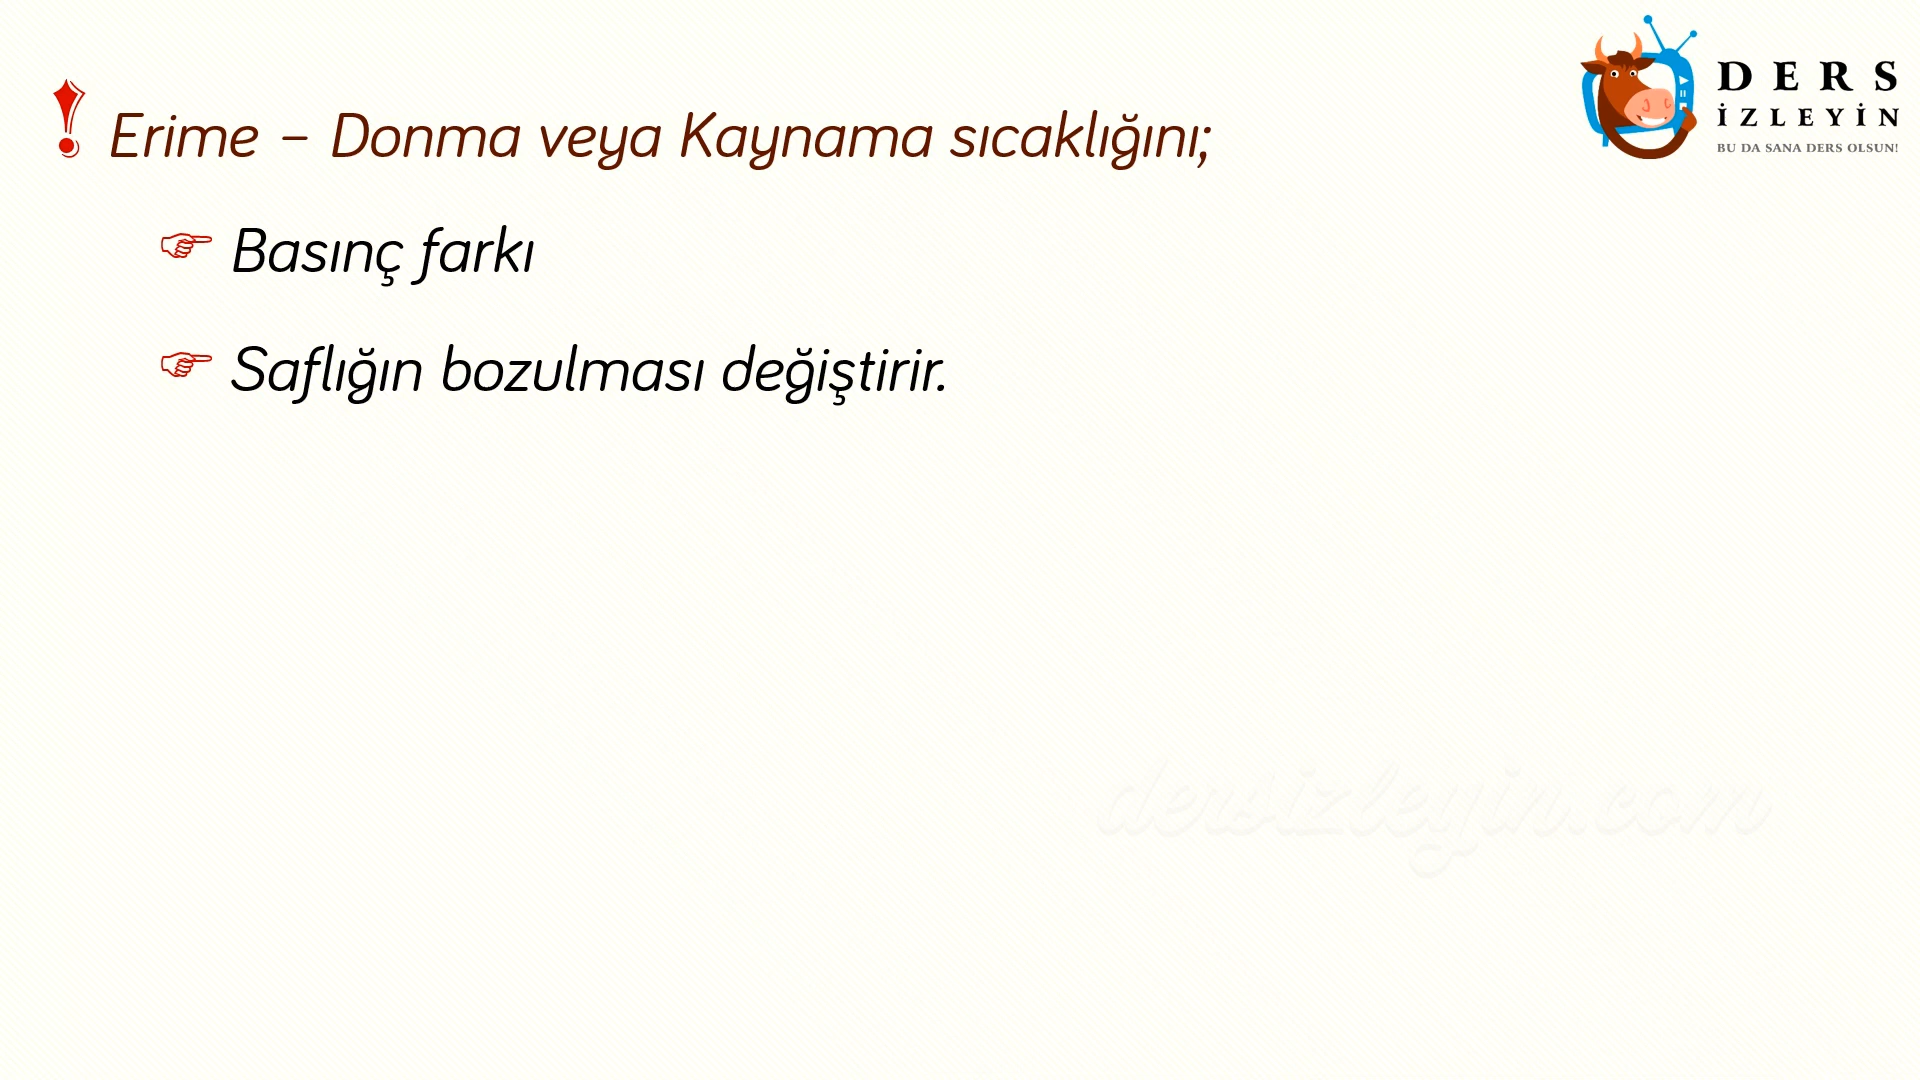 DERS
İZLEYİN
BU DA SANA DERS OLSUN!
Erime – Donma veya Kaynama sıcaklığını;
Basınç farkı
Saflığın bozulması değiştirir.
dersizleyin.com